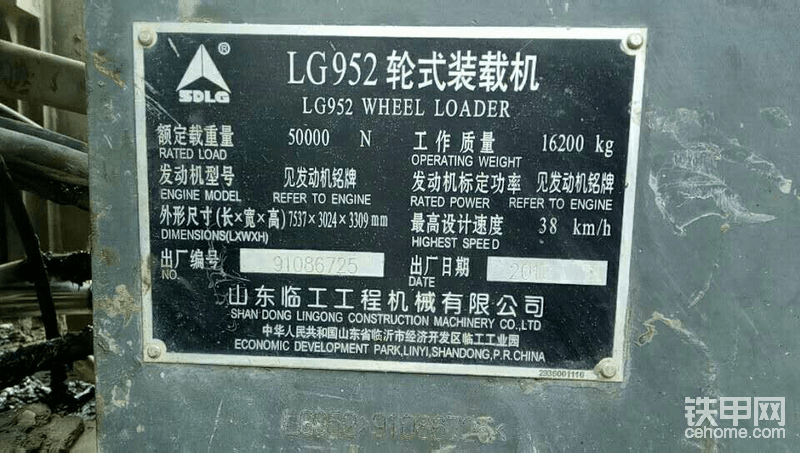 SDLG
®
LG952 轮式装载机
LG952 WHEEL LOADER
额定载重量 50000 N 工作质量 16200 kg
RATED LOAD OPERATING WEIGHT
发动机型号 见发动机铭牌 发动机标定功率 见发动机铭牌
ENGINE MODEL REFER TO ENGINE RATED POWER REFER TO ENGINE
外形尺寸(长×宽×高) 7537×3024×3309 mm 最高设计速度 38 km/h
DIMENSIONS(LXWXH) HIGHEST SPEED
出厂编号 91086725 出厂日期
NO. DATE
山东临工工程机械有限公司
SHAN DONG LINGONG CONSTRUCTION MACHINERY CO.,LTD
中华人民共和国山东省临沂市经济开发区临工工业园
ECONOMIC DEVELOPMENT PARK,LINYI,SHANDONG,P.R.CHINA
2936001116
铁甲网
cehome.com